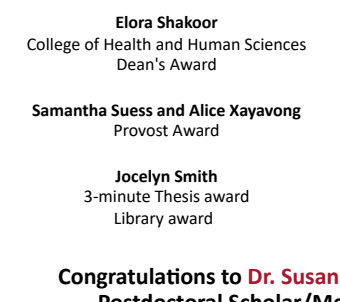 Elora Shakoor
College of Health and Human Sciences
Dean's Award
Samantha Suess and Alice Xayavong
Provost Award
Jocelyn Smith
3-minute Thesis award
Library award
Congratulations to Dr. Susan
Postdoctoral Scholar/Me